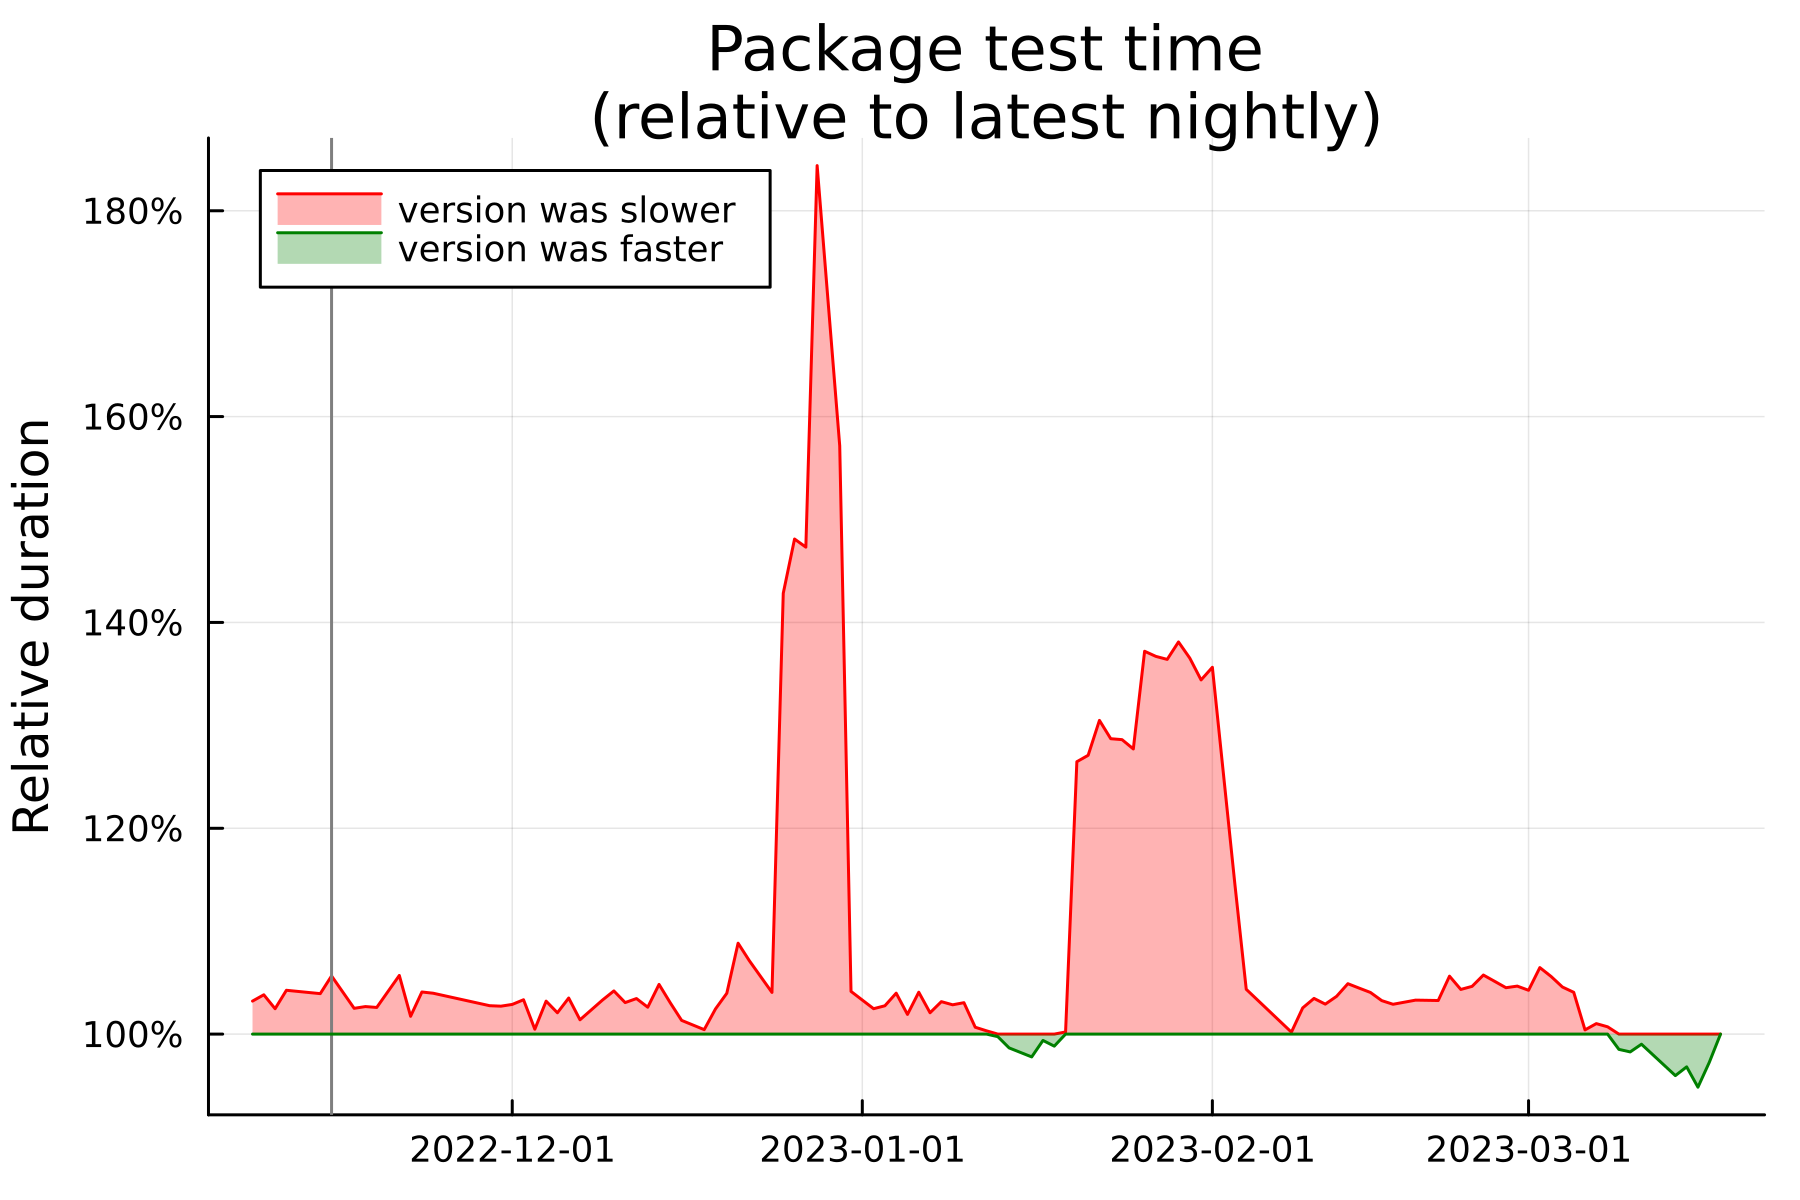 Package test time
(relative to latest nightly)
version was slower
version was faster
Relative duration
180%
160%
140%
120%
100%
2022-12-01
2023-01-01
2023-02-01
2023-03-01